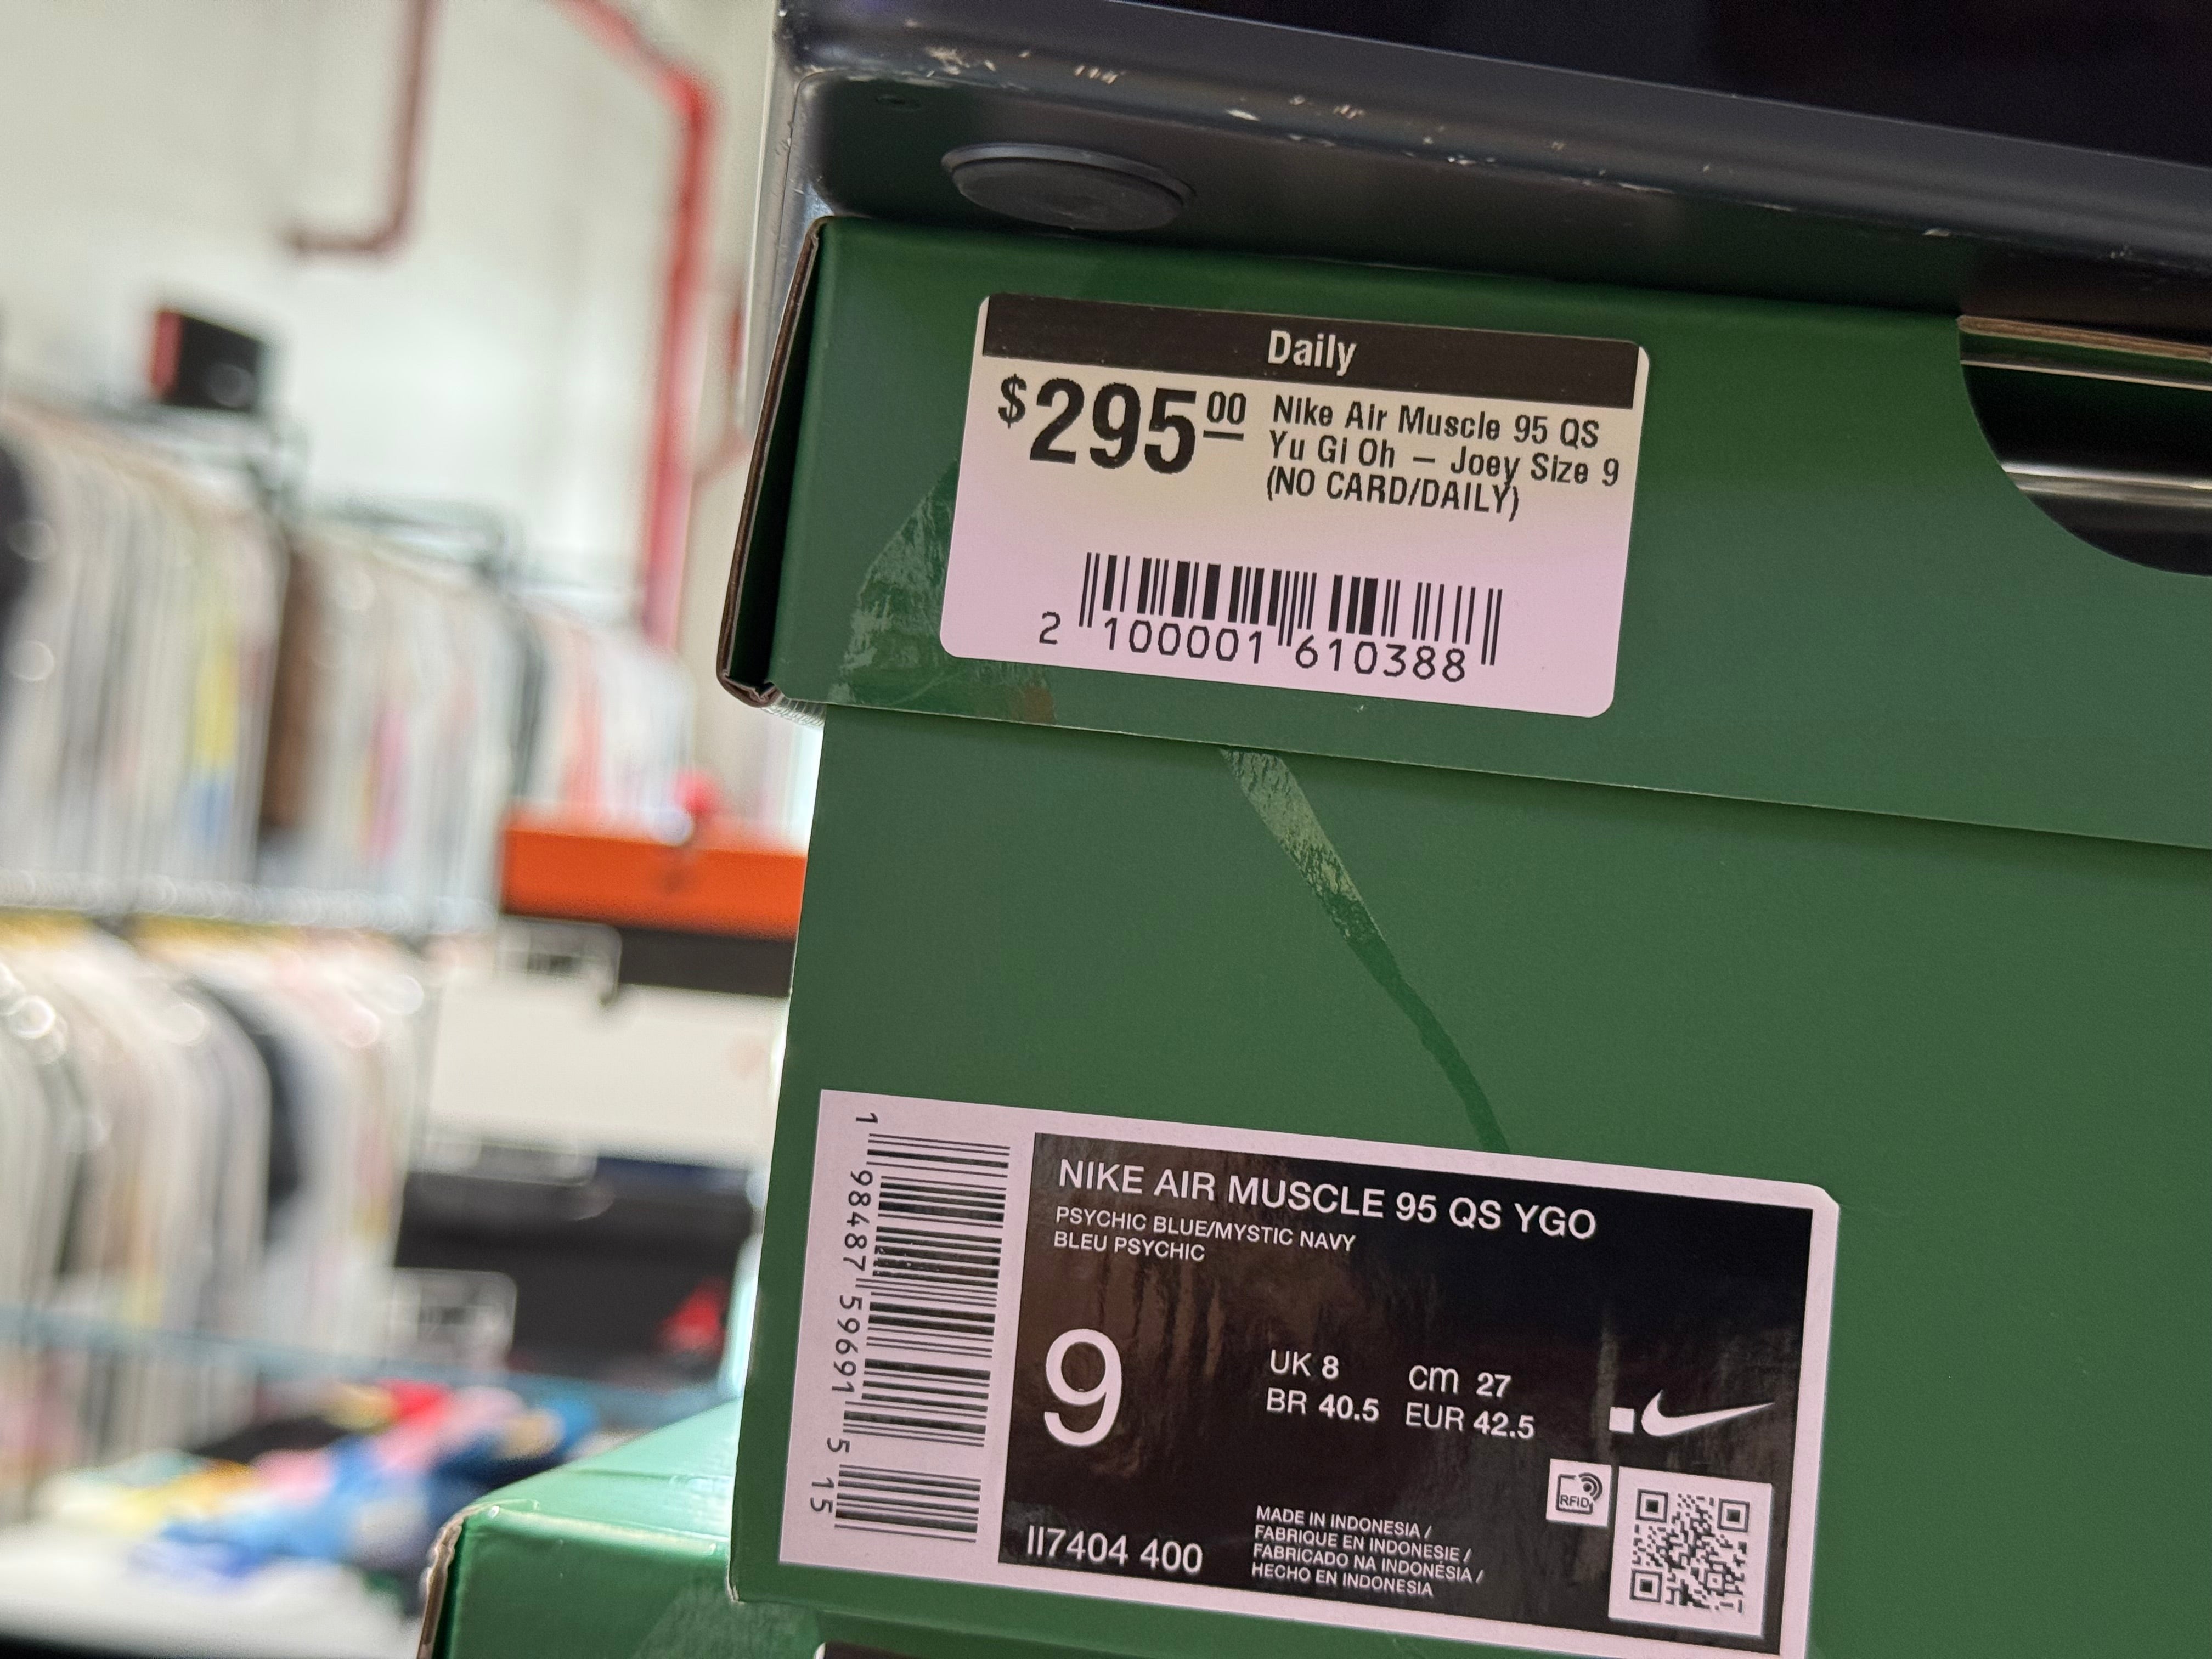 Daily
$295.00
Nike Air Muscle 95 QS
Yu Gi Oh – Joey Size 9
(NO CARD/DAILY)
2 100001 610388
NIKE AIR MUSCLE 95 QS YGO
PSYCHIC BLUE/MYSTIC NAVY
BLEU PSYCHIC
9
UK 8 cm 27
BR 40.5 EUR 42.5
II7404 400
MADE IN INDONESIA /
FABRIQUE EN INDONESIE /
FABRICADO NA INDONÉSIA /
HECHO EN INDONESIA
RFID
1 98487 59691 5 15